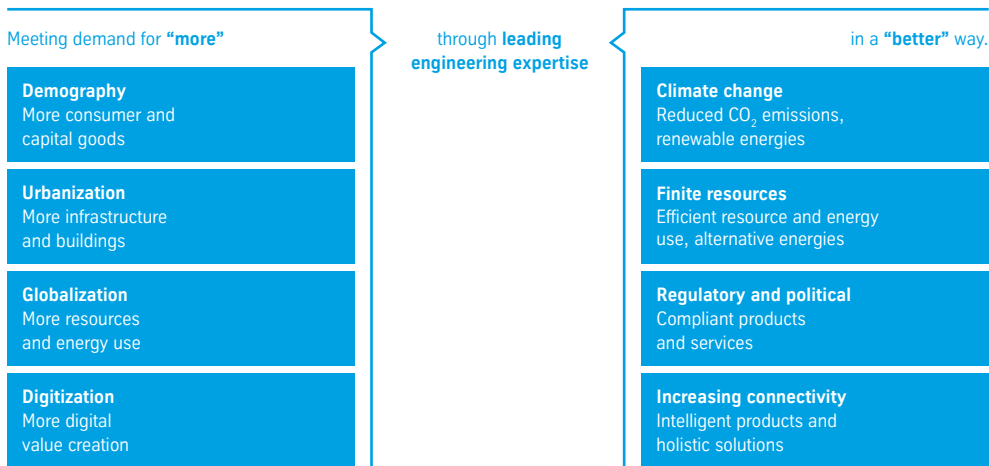 Meeting demand for “more”
through leading
engineering expertise
in a “better” way.
Demography
More consumer and
capital goods
Urbanization
More infrastructure
and buildings
Globalization
More resources
and energy use
Digitization
More digital
value creation
Climate change
Reduced CO₂ emissions,
renewable energies
Finite resources
Efficient resource and energy
use, alternative energies
Regulatory and political
Compliant products
and services
Increasing connectivity
Intelligent products and
holistic solutions